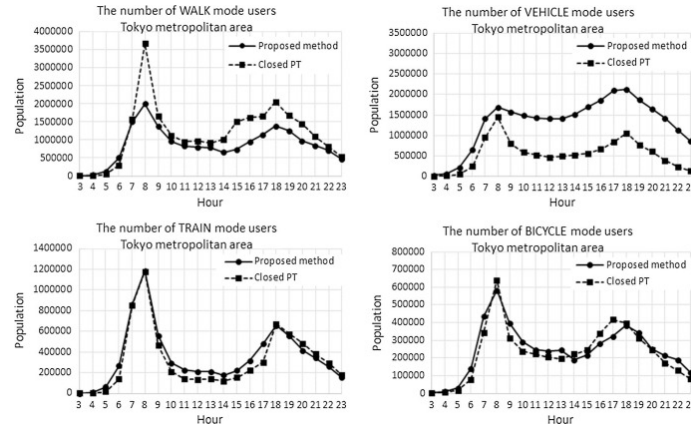 The number of WALK mode users
Tokyo metropolitan area
4000000
3500000
3000000
2500000
2000000
1500000
1000000
500000
0
Population
Proposed method
Closed PT
3 4 5 6 7 8 9 10 11 12 13 14 15 16 17 18 19 20 21 22 23
Hour
The number of VEHICLE mode users
Tokyo metropolitan area
3500000
3000000
2500000
2000000
1500000
1000000
500000
0
Population
Proposed method
Closed PT
3 4 5 6 7 8 9 10 11 12 13 14 15 16 17 18 19 20 21 22 23
Hour
The number of TRAIN mode users
Tokyo metropolitan area
1400000
1200000
1000000
800000
600000
400000
200000
0
Population
Proposed method
Closed PT
3 4 5 6 7 8 9 10 11 12 13 14 15 16 17 18 19 20 21 22 23
Hour
The number of BICYCLE mode users
Tokyo metropolitan area
800000
700000
600000
500000
400000
300000
200000
100000
0
Population
Proposed method
Closed PT
3 4 5 6 7 8 9 10 11 12 13 14 15 16 17 18 19 20 21 22
Hour